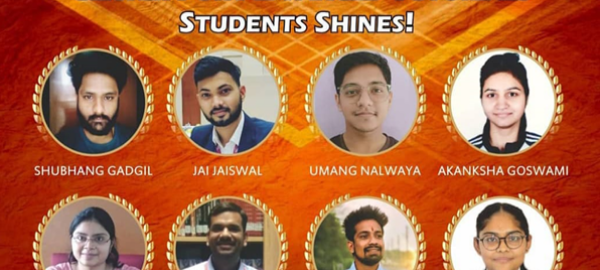 STUDENTS SHINES!
SHUBHANG GADGIL
JAI JAISWAL
UMANG NALWAYA
AKANKSHA GOSWAMI